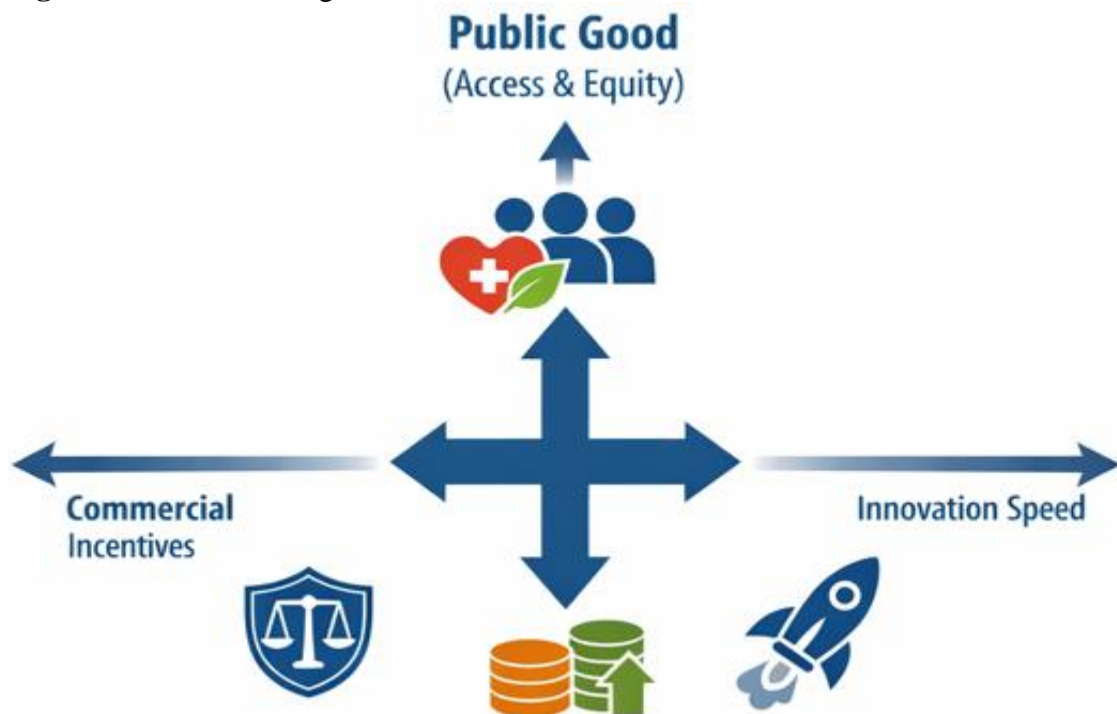 Public Good
(Access & Equity)
Commercial
Incentives
Innovation Speed